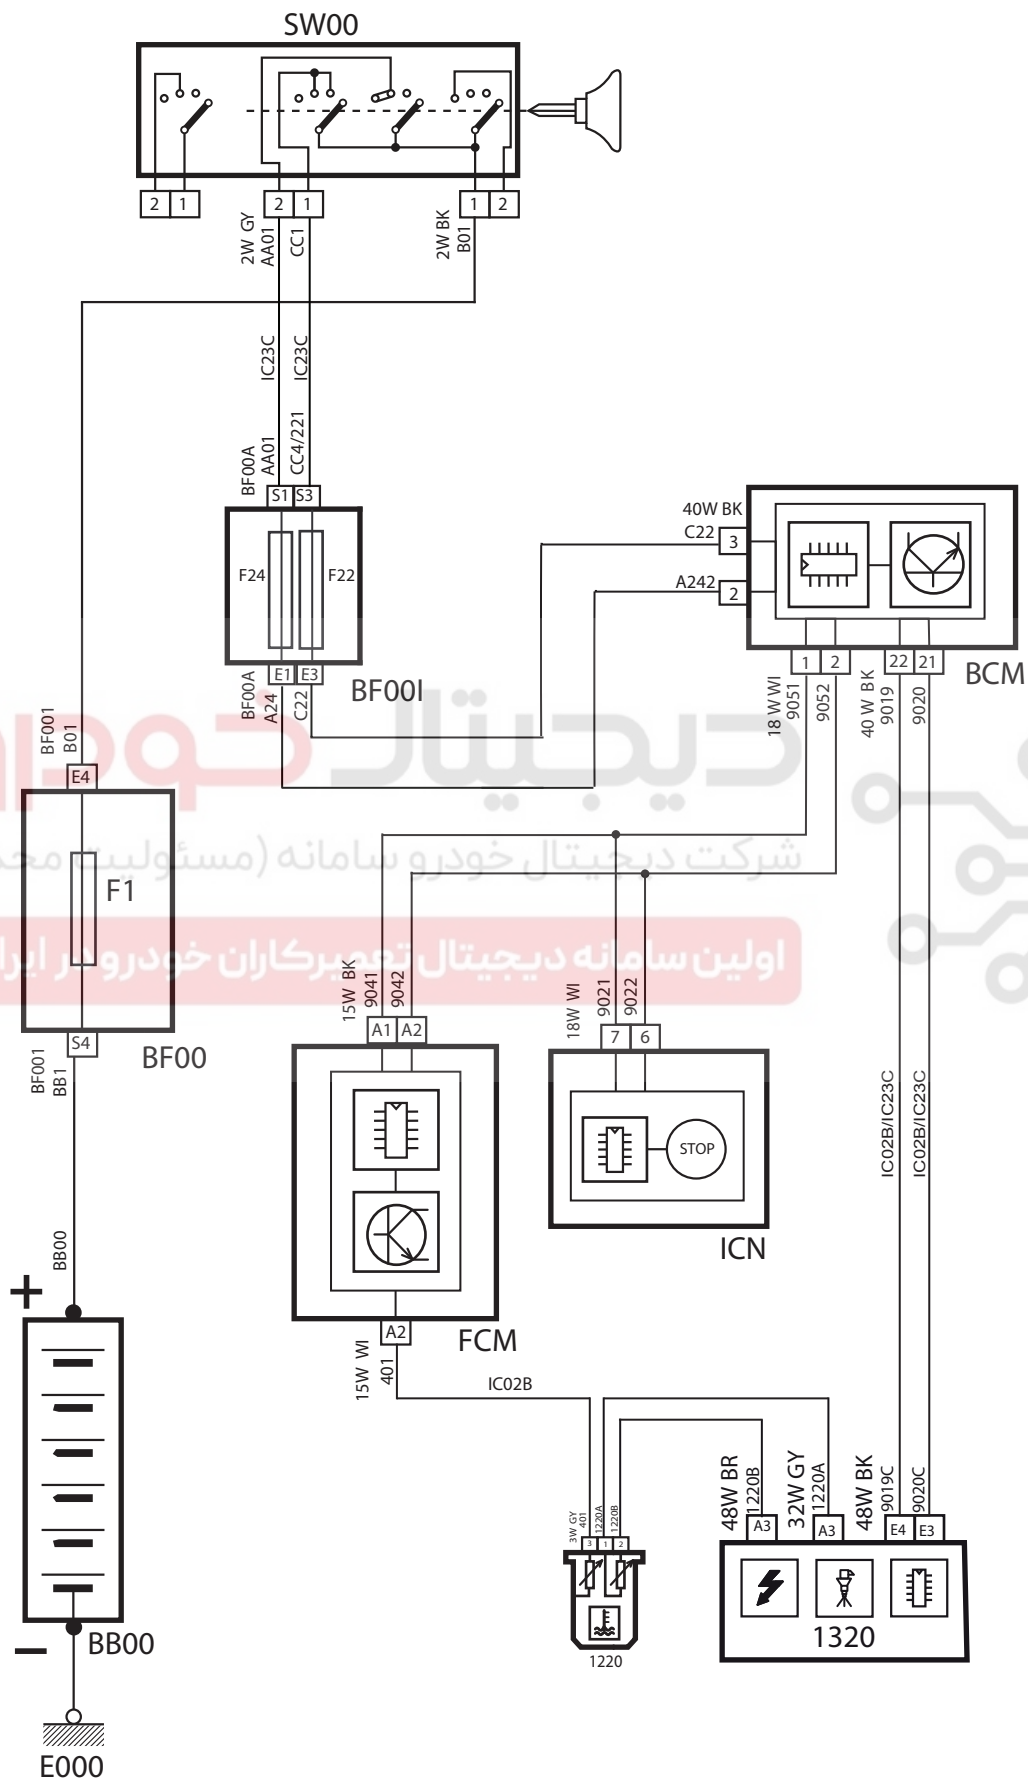 SW00
2 1
2 1
1 2
2W GY
AA01
CC1
2W BK
B01
IC23C
IC23C
BF00A
AA01
CC4/221
S1 S3
F24
F22
E1 E3
BF00I
BF00A
A24
C22
40W BK
C22
3
A242
2
1 2
22 21
BCM
18 W WI
9051
9052
40 W BK
9019
9020
BF001
B01
E4
F1
S4
BF00
BF001
BB1
دیجیتال خودرو
شرکت دیجیتال خودرو سامانه (مسئولیت محد
اولین سامانه دیجیتال تعمیرکاران خودرو در ایرا
15W BK
9041
9042
A1 A2
18W WI
9021
9022
7 6
STOP
ICN
IC02B/IC23C
IC02B/IC23C
BB00
+
FCM
A2
15W WI
401
IC02B
48W BR
1220B
32W GY
1220A
48W BK
9019C
9020C
A3
A3
E4 E3
3W GY
401
1220A
1220B
3 1 2
1220
1320
BB00
E000